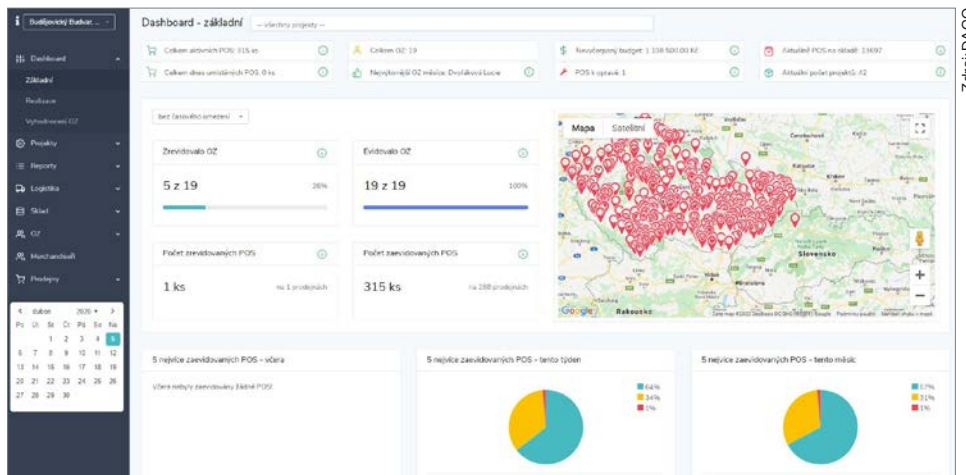 Budějovický Budvar, ...
Dashboard
Základní
Realizace
Vyhodnocení OZ
Projekty
Reporty
Logistika
Sklad
OZ
Merchandiseři
Prodejny
duben 2020
Po Út St Čt Pá So Ne
1 2 3 4 5
6 7 8 9 10 11 12
13 14 15 16 17 18 19
20 21 22 23 24 25 26
27 28 29 30
Dashboard - základní
-- všechny projekty --
Celkem aktivních POS: 315 ks
Celkem OZ: 19
Nevyčerpaný budget: 1 108 500.00 Kč
Aktuálně POS na skladě: 13697
Celkem dnes umístěných POS: 0 ks
Nejvýkonnější OZ měsíce: Dvořáková Lucie
POS k opravě: 1
Aktuální počet projektů: 42
bez časového omezení
Zrevidovalo OZ
5 z 19
26%
Evidovalo OZ
19 z 19
100%
Počet zrevidovaných POS
1 ks
na 1 prodejnách
Počet zaevidovaných POS
315 ks
na 288 prodejnách
Mapa Satelitní
Slovensko
Rakousko
Google
5 nejvíce zaevidovaných POS - včera
Včera nebyly zaevidovány žádné POS!
5 nejvíce zaevidovaných POS - tento týden
64%
34%
1%
5 nejvíce zaevidovaných POS - tento měsíc
67%
31%
1%
Zdroj: DAGO